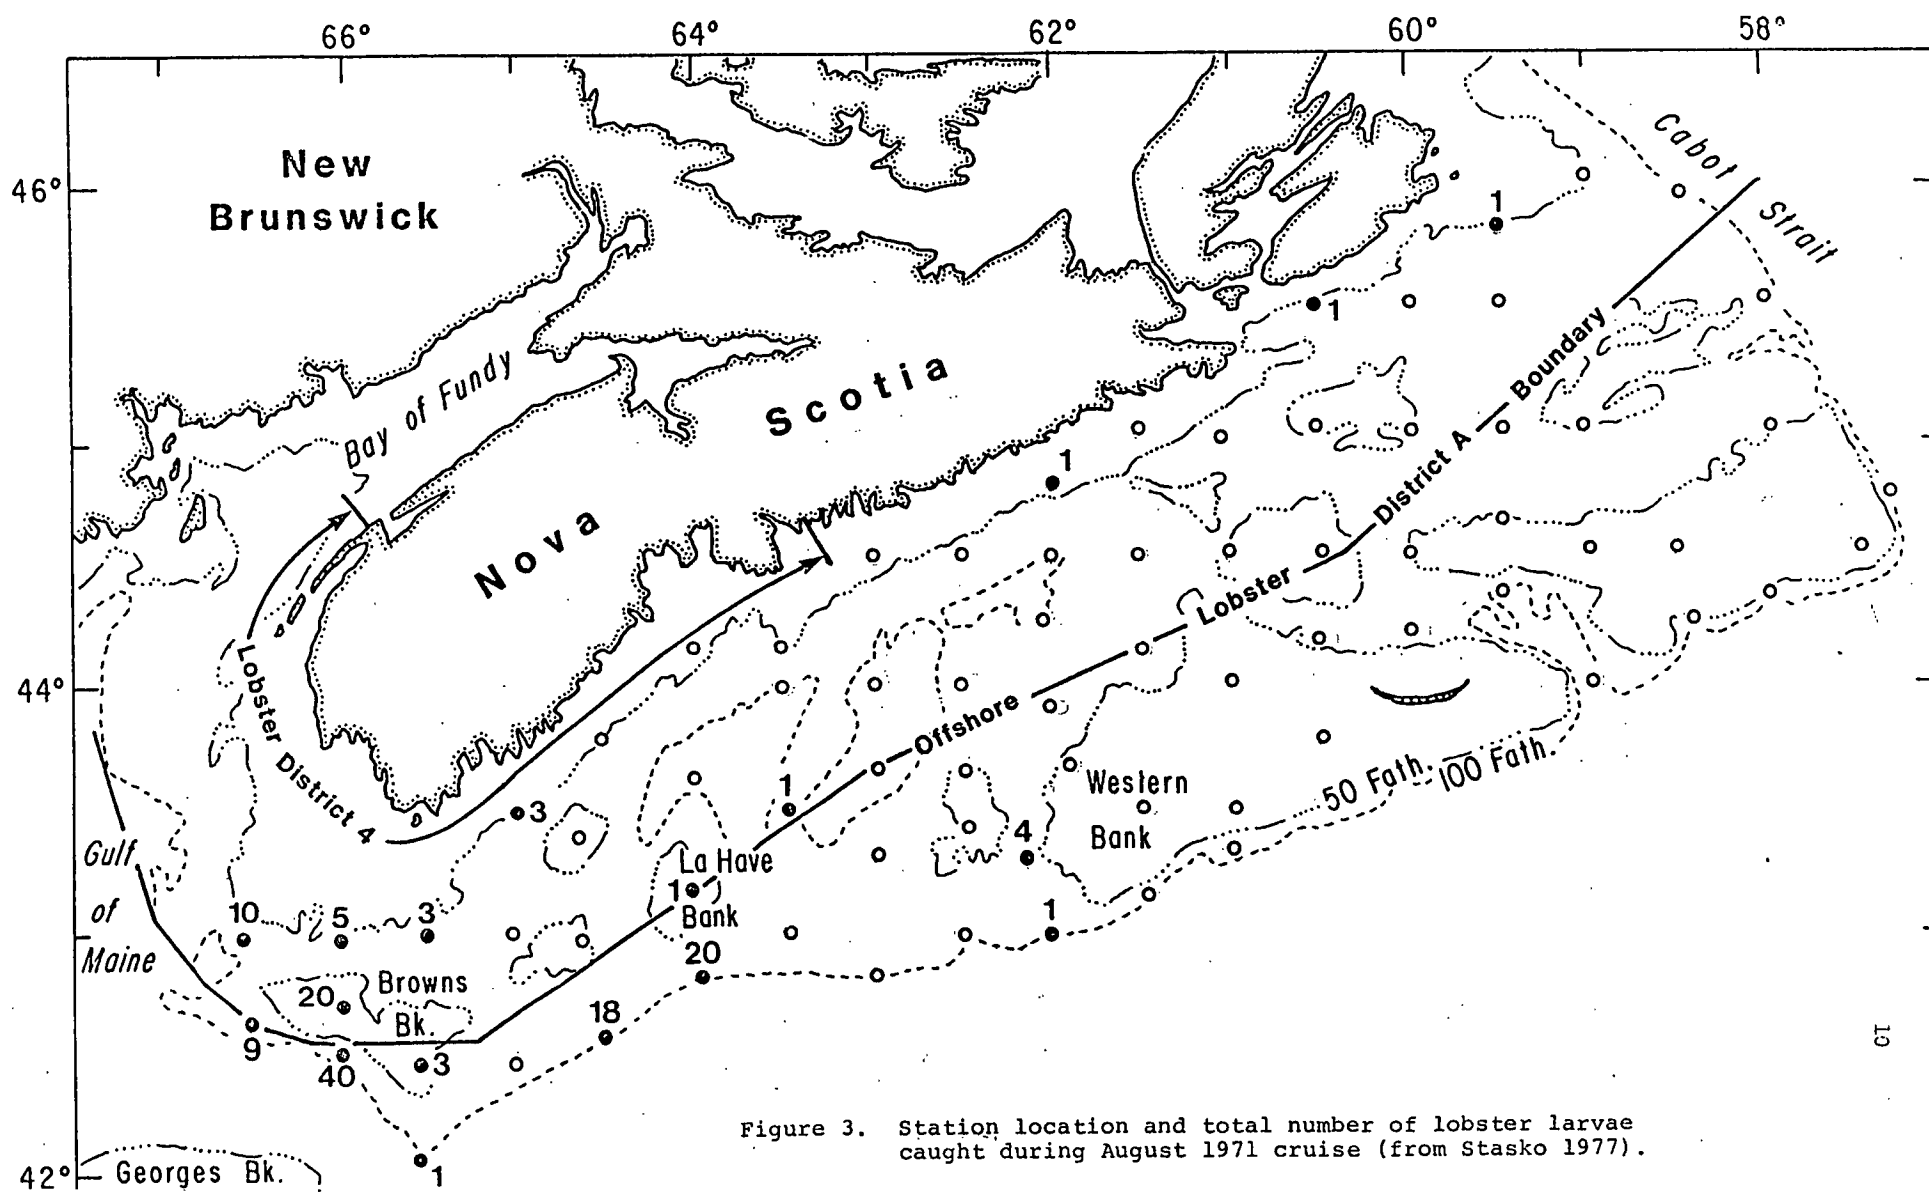 66° 64° 62° 60° 58°
Cabot Strait
New
Brunswick
46°
1
1
Bay of Fundy
Scotia
Nova
1
Lobster District 4
Offshore Lobster District A Boundary
44°
1
3
4
Western
Bank
50 Fath. 100 Fath.
Gulf
of
Maine
La Have
1
Bank
10 5 3
1
20
20
Browns
Bk.
18
9
40
3
10
1
42°
Georges Bk.
Figure 3. Station location and total number of lobster larvae
caught during August 1971 cruise (from Stasko 1977).